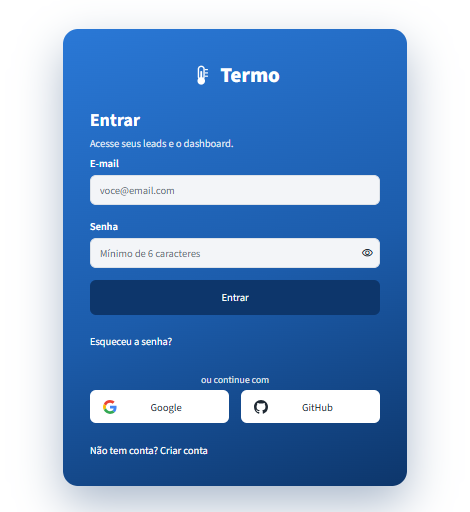 Termo
Entrar
Acesse seus leads e o dashboard.
E-mail
voce@email.com
Senha
Mínimo de 6 caracteres
Entrar
Esqueceu a senha?
ou continue com
Google GitHub
Não tem conta? Criar conta